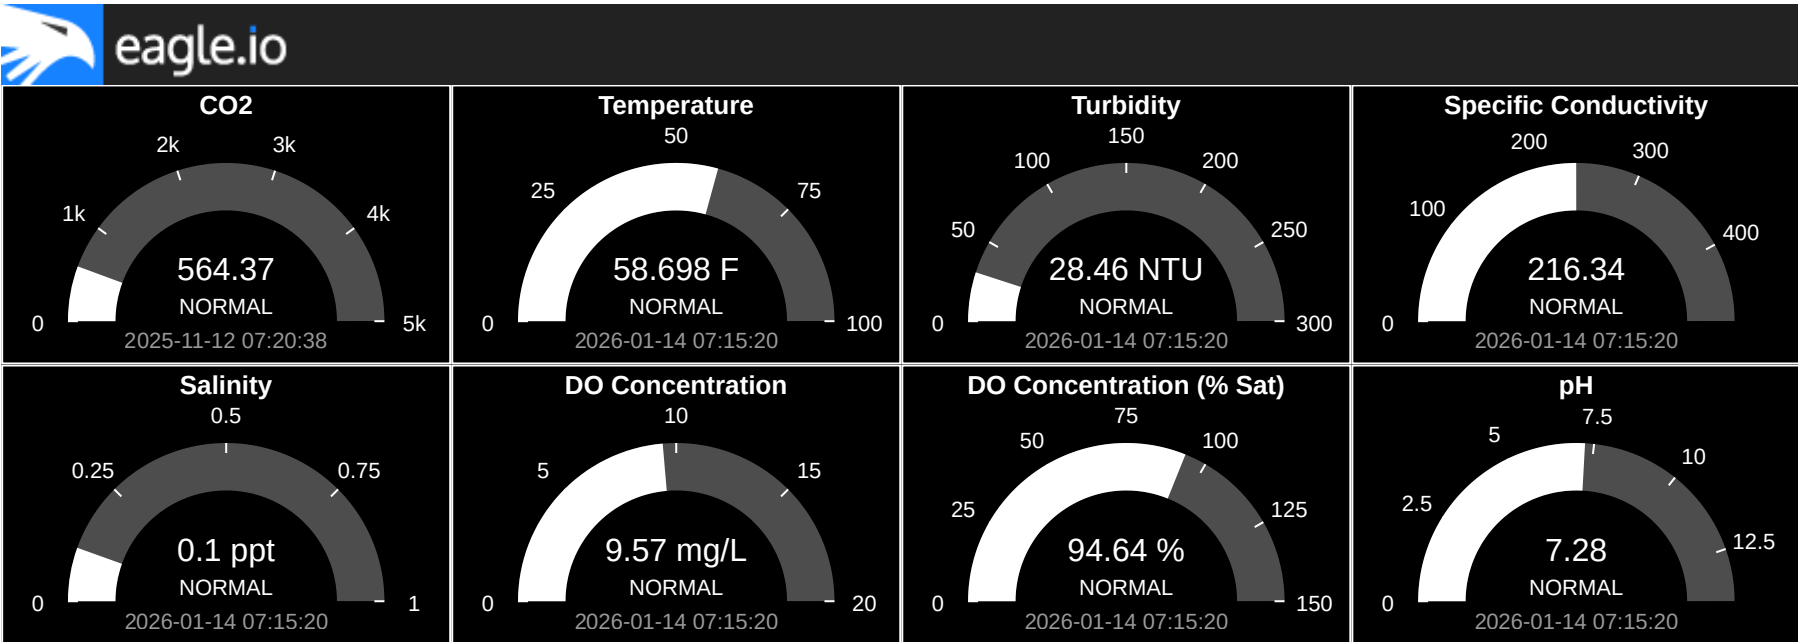 eagle.io
CO2
2k 3k
1k 4k
564.37
NORMAL
0 5k
2025-11-12 07:20:38
Temperature
50
25 75
58.698 F
NORMAL
0 100
2026-01-14 07:15:20
Turbidity
150
100 200
50 250
28.46 NTU
NORMAL
0 300
2026-01-14 07:15:20
Specific Conductivity
200 300
100 400
216.34
NORMAL
0
2026-01-14 07:15:20
Salinity
0.5
0.25 0.75
0.1 ppt
NORMAL
0 1
2026-01-14 07:15:20
DO Concentration
10
5 15
9.57 mg/L
NORMAL
0 20
2026-01-14 07:15:20
DO Concentration (% Sat)
75
50 100
25 125
94.64 %
NORMAL
0 150
2026-01-14 07:15:20
pH
7.5
5 10
2.5 12.5
7.28
NORMAL
0
2026-01-14 07:15:20